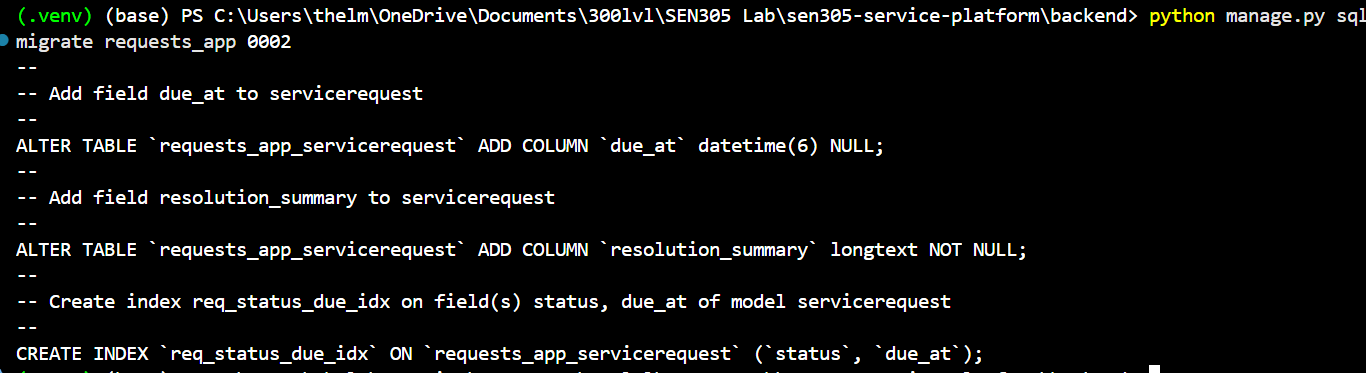 (.venv) (base) PS C:\Users\thelm\OneDrive\Documents\300lvl\SEN305 Lab\sen305-service-platform\backend> python manage.py sql
migrate requests_app 0002
--
-- Add field due_at to servicerequest
--
ALTER TABLE `requests_app_servicerequest` ADD COLUMN `due_at` datetime(6) NULL;
--
-- Add field resolution_summary to servicerequest
--
ALTER TABLE `requests_app_servicerequest` ADD COLUMN `resolution_summary` longtext NOT NULL;
--
-- Create index req_status_due_idx on field(s) status, due_at of model servicerequest
--
CREATE INDEX `req_status_due_idx` ON `requests_app_servicerequest` (`status`, `due_at`);